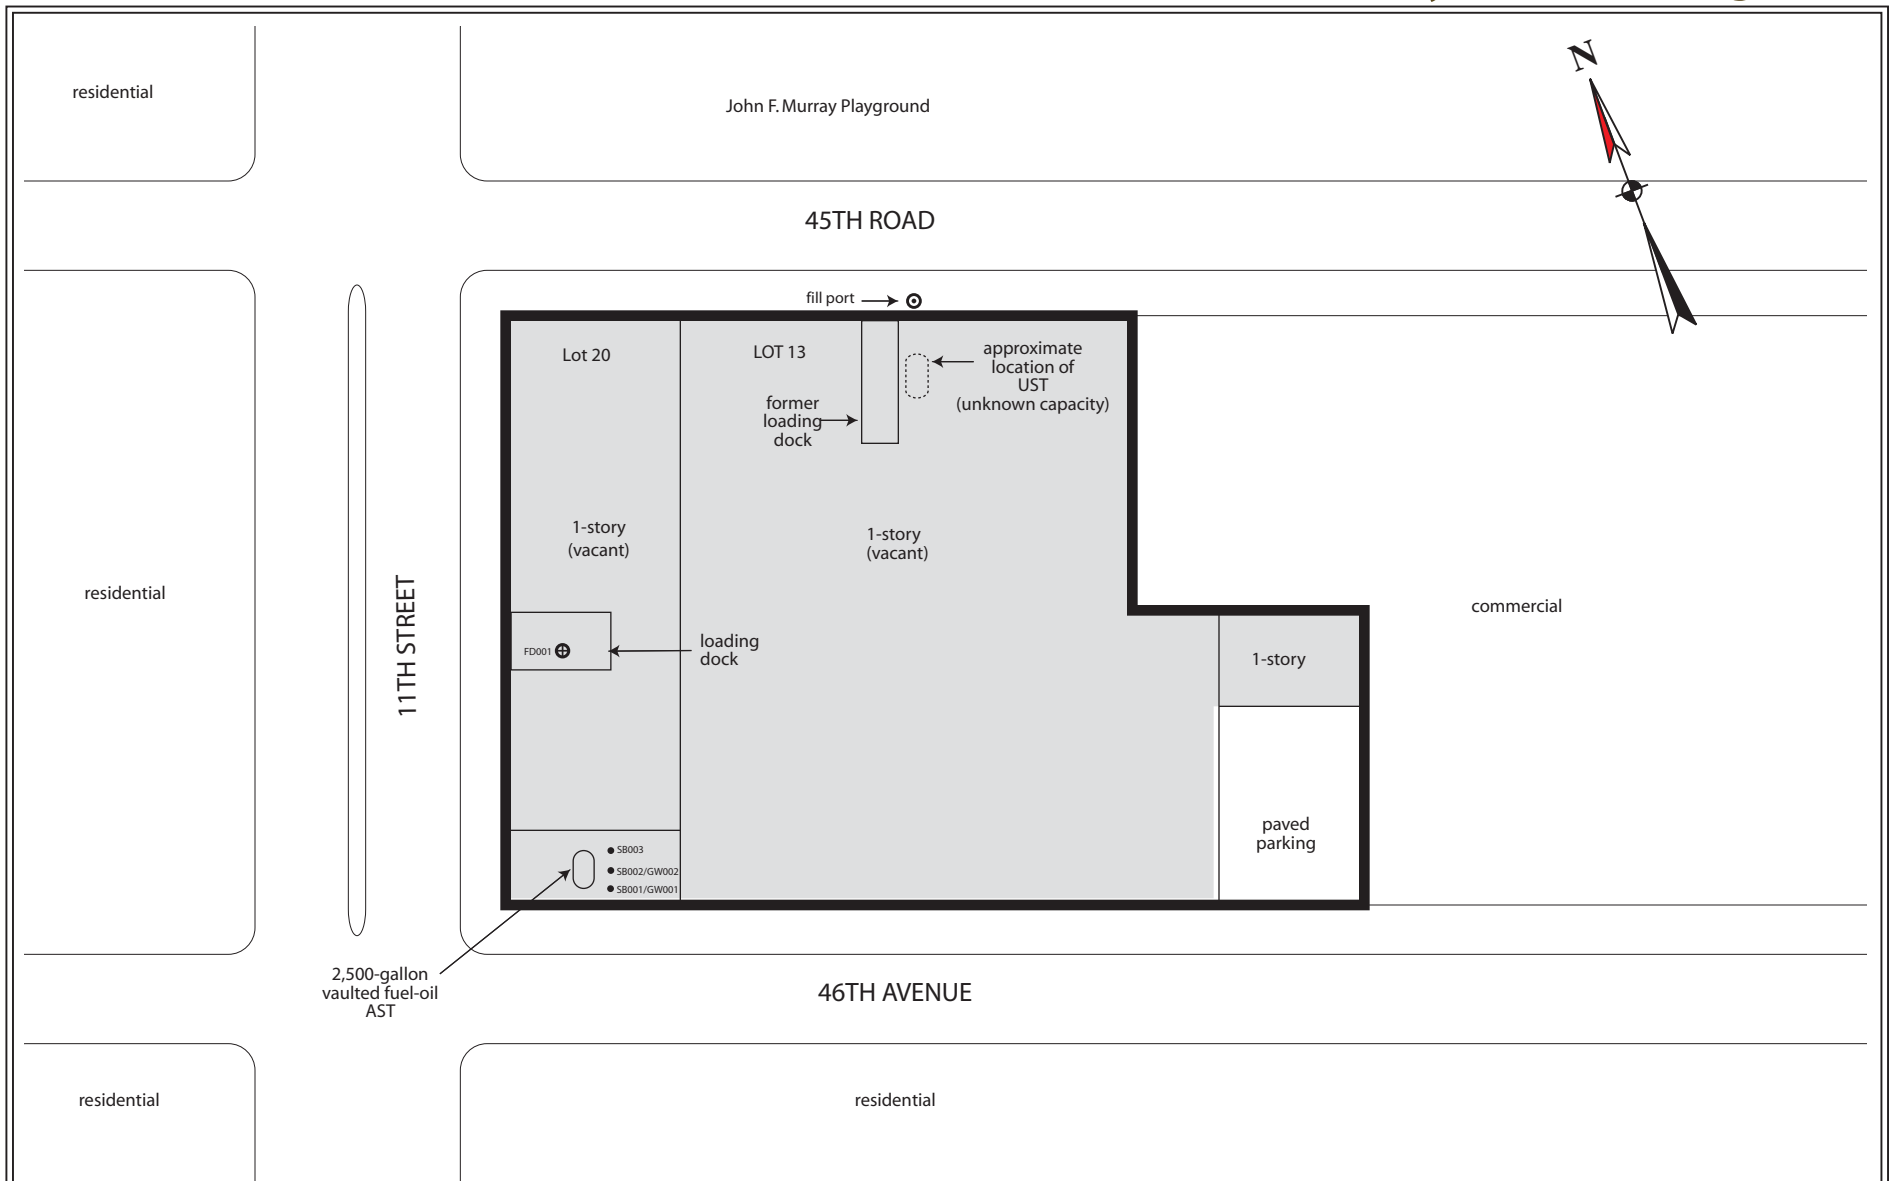 N
residential
John F. Murray Playground
45TH ROAD
fill port
Lot 20
LOT 13
approximate
location of
UST
(unknown capacity)
former
loading
dock
1-story
(vacant)
1-story
(vacant)
residential
11TH STREET
commercial
FD001
loading
dock
1-story
paved
parking
SB003
SB002/GW002
SB001/GW001
2,500-gallon
vaulted fuel-oil
AST
46TH AVENUE
residential
residential